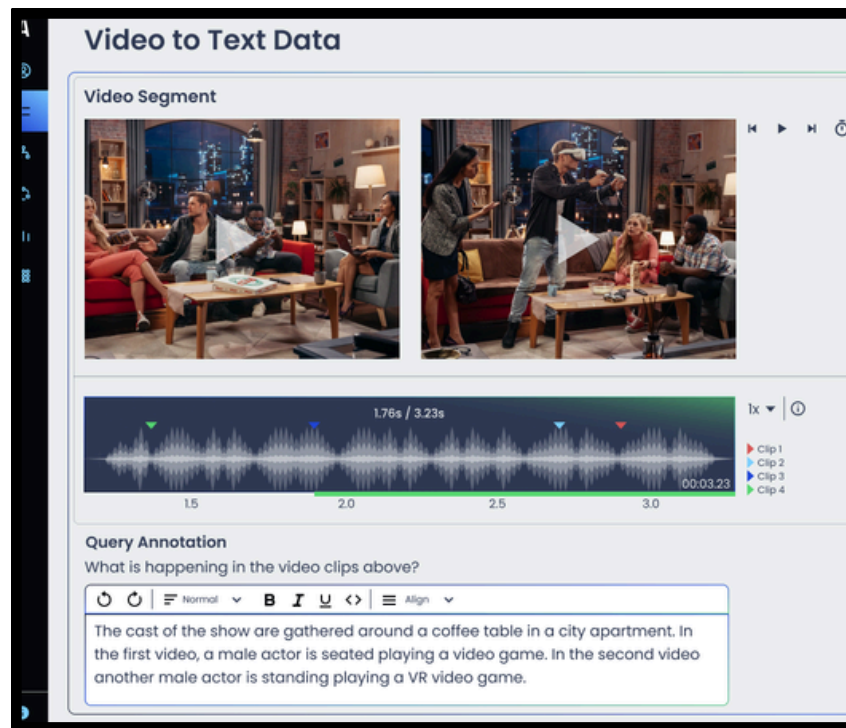 Video to Text Data
Video Segment
1.76s / 3.23s
1x
00:03.23
Clip 1
Clip 2
Clip 3
Clip 4
1.5 2.0 2.5 3.0
Query Annotation
What is happening in the video clips above?
Normal B I U <> Align
The cast of the show are gathered around a coffee table in a city apartment. In
the first video, a male actor is seated playing a video game. In the second video
another male actor is standing playing a VR video game.